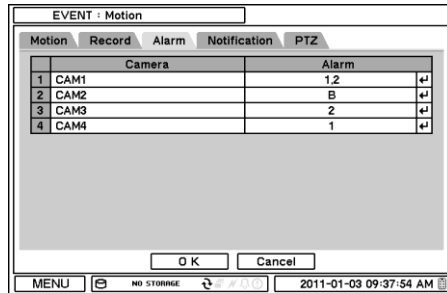 EVENT : Motion
Motion Record Alarm Notification PTZ
Camera Alarm
1 CAM1 1,2
2 CAM2 B
3 CAM3 2
4 CAM4 1
OK Cancel
MENU NO STORAGE 2011-01-03 09:37:54 AM